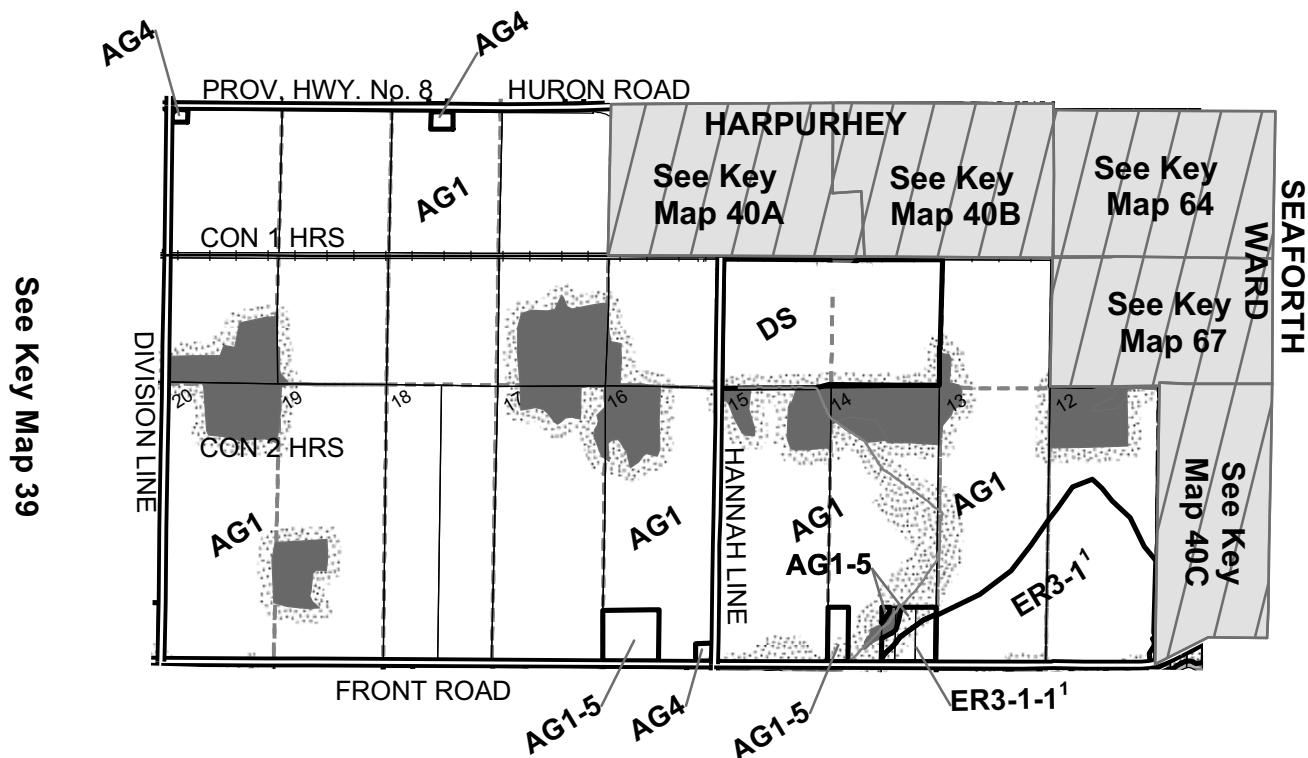 AG4
AG4
PROV. HWY. No. 8
HURON ROAD
HARPURHEY
See Key
Map 40A
See Key
Map 40B
See Key
Map 64
SEAFORTH
WARD
AG1
CON 1 HRS
See Key Map 39
DIVISION LINE
DS
See Key
Map 67
20
19
18
17
16
15
14
13
12
CON 2 HRS
HANNAH LINE
See Key
Map 40C
AG1
AG1
AG1
AG1
AG1-5
ER3-1¹
FRONT ROAD
AG1-5
AG4
AG1-5
ER3-1-1¹